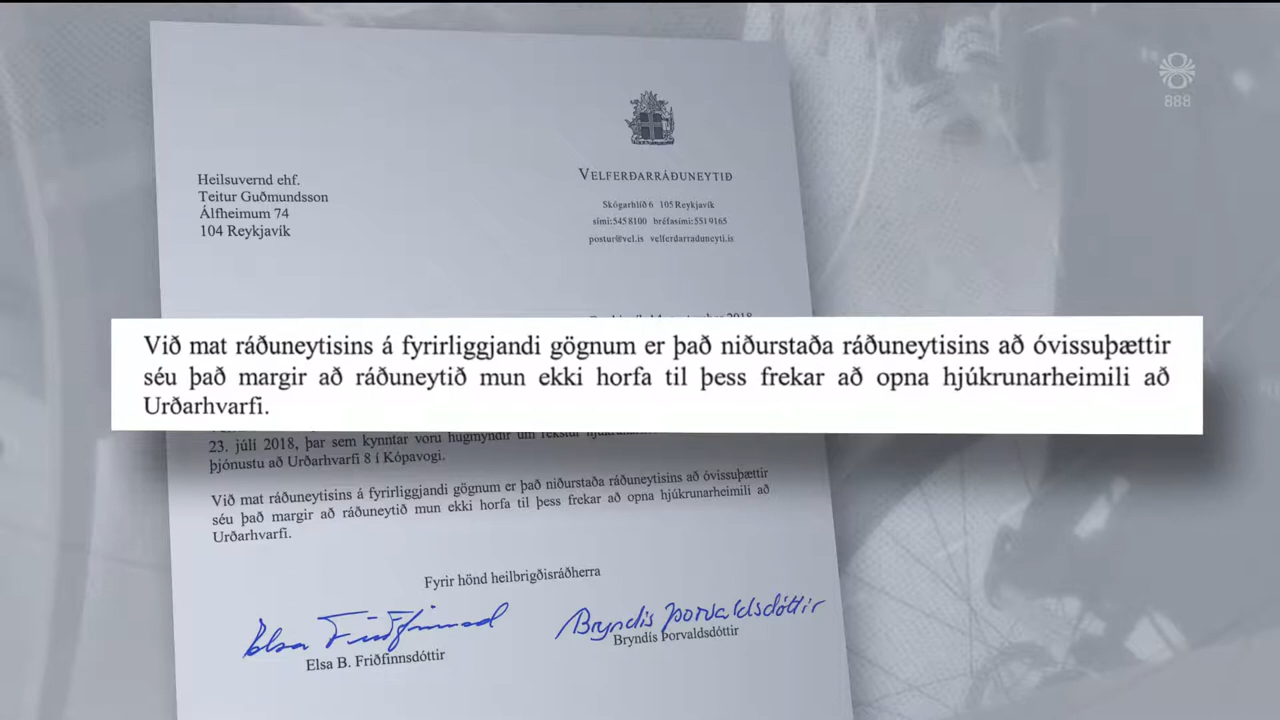 888
Heilsuvernd ehf.
Teitur Guðmundsson
Álfheimum 74
104 Reykjavík
VELFERÐARRÁÐUNEYTIÐ
Skógarhlíð 6 105 Reykjavík
sími: 545 8100 bréfasími: 551 9165
postur@vel.is velferdarraduneyti.is
2018
Við mat ráðuneytisins á fyrirliggjandi gögnum er það niðurstaða ráðuneytisins að óvissuþættir
séu það margir að ráðuneytið mun ekki horfa til þess frekar að opna hjúkrunarheimili að
Urðarhvarfi.
23. júlí 2018, þar sem kynntar voru hugmyndir um rekstur
þjónustu að Urðarhvarfi 8 í Kópavogi.
Við mat ráðuneytisins á fyrirliggjandi gögnum er það niðurstaða ráðuneytisins að óvissuþættir
séu það margir að ráðuneytið mun ekki horfa til þess frekar að opna hjúkrunarheimili að
Urðarhvarfi.
Fyrir hönd heilbrigðisráðherra
Bryndís Þorvaldsdóttir
Elsa B. Friðfinnsdóttir
Bryndís Þorvaldsdóttir